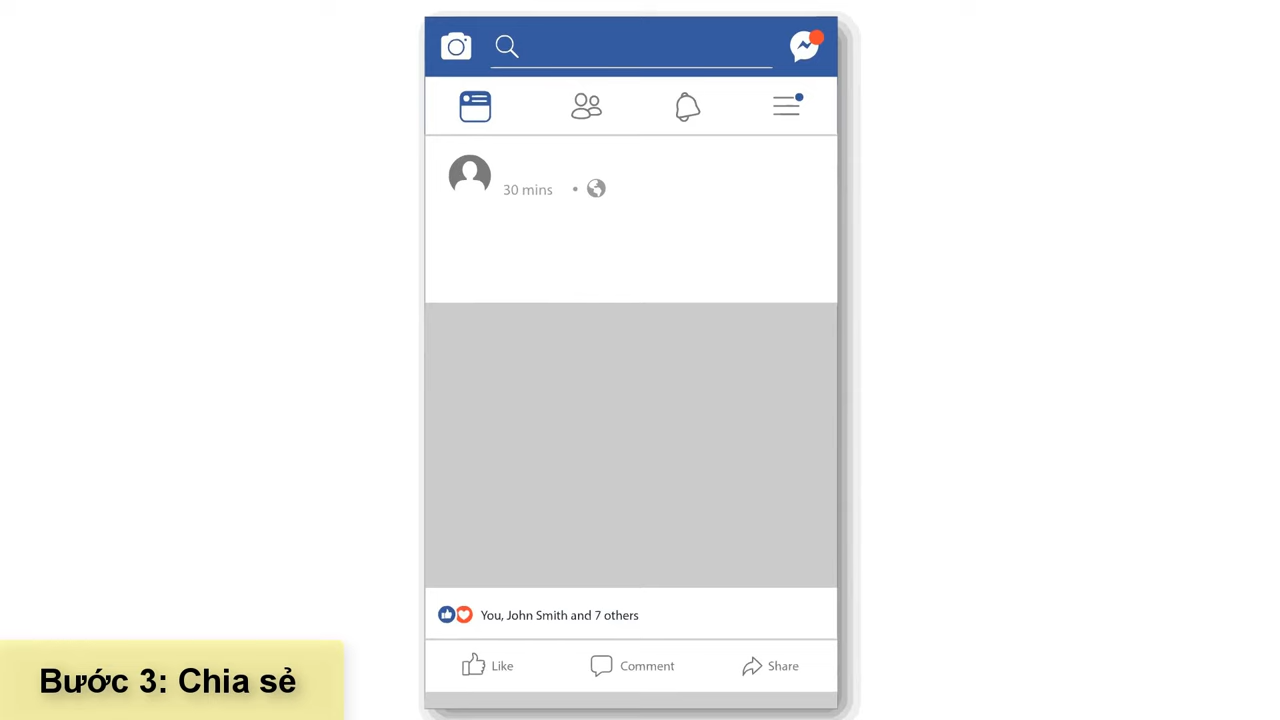 30 mins
You, John Smith and 7 others
Like
Comment
Share
Bước 3: Chia sẻ